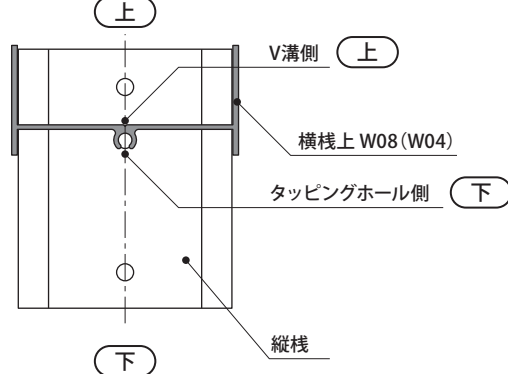 上
V溝側 上
横桟上 W08(W04)
タッピングホール側 下
縦桟
下